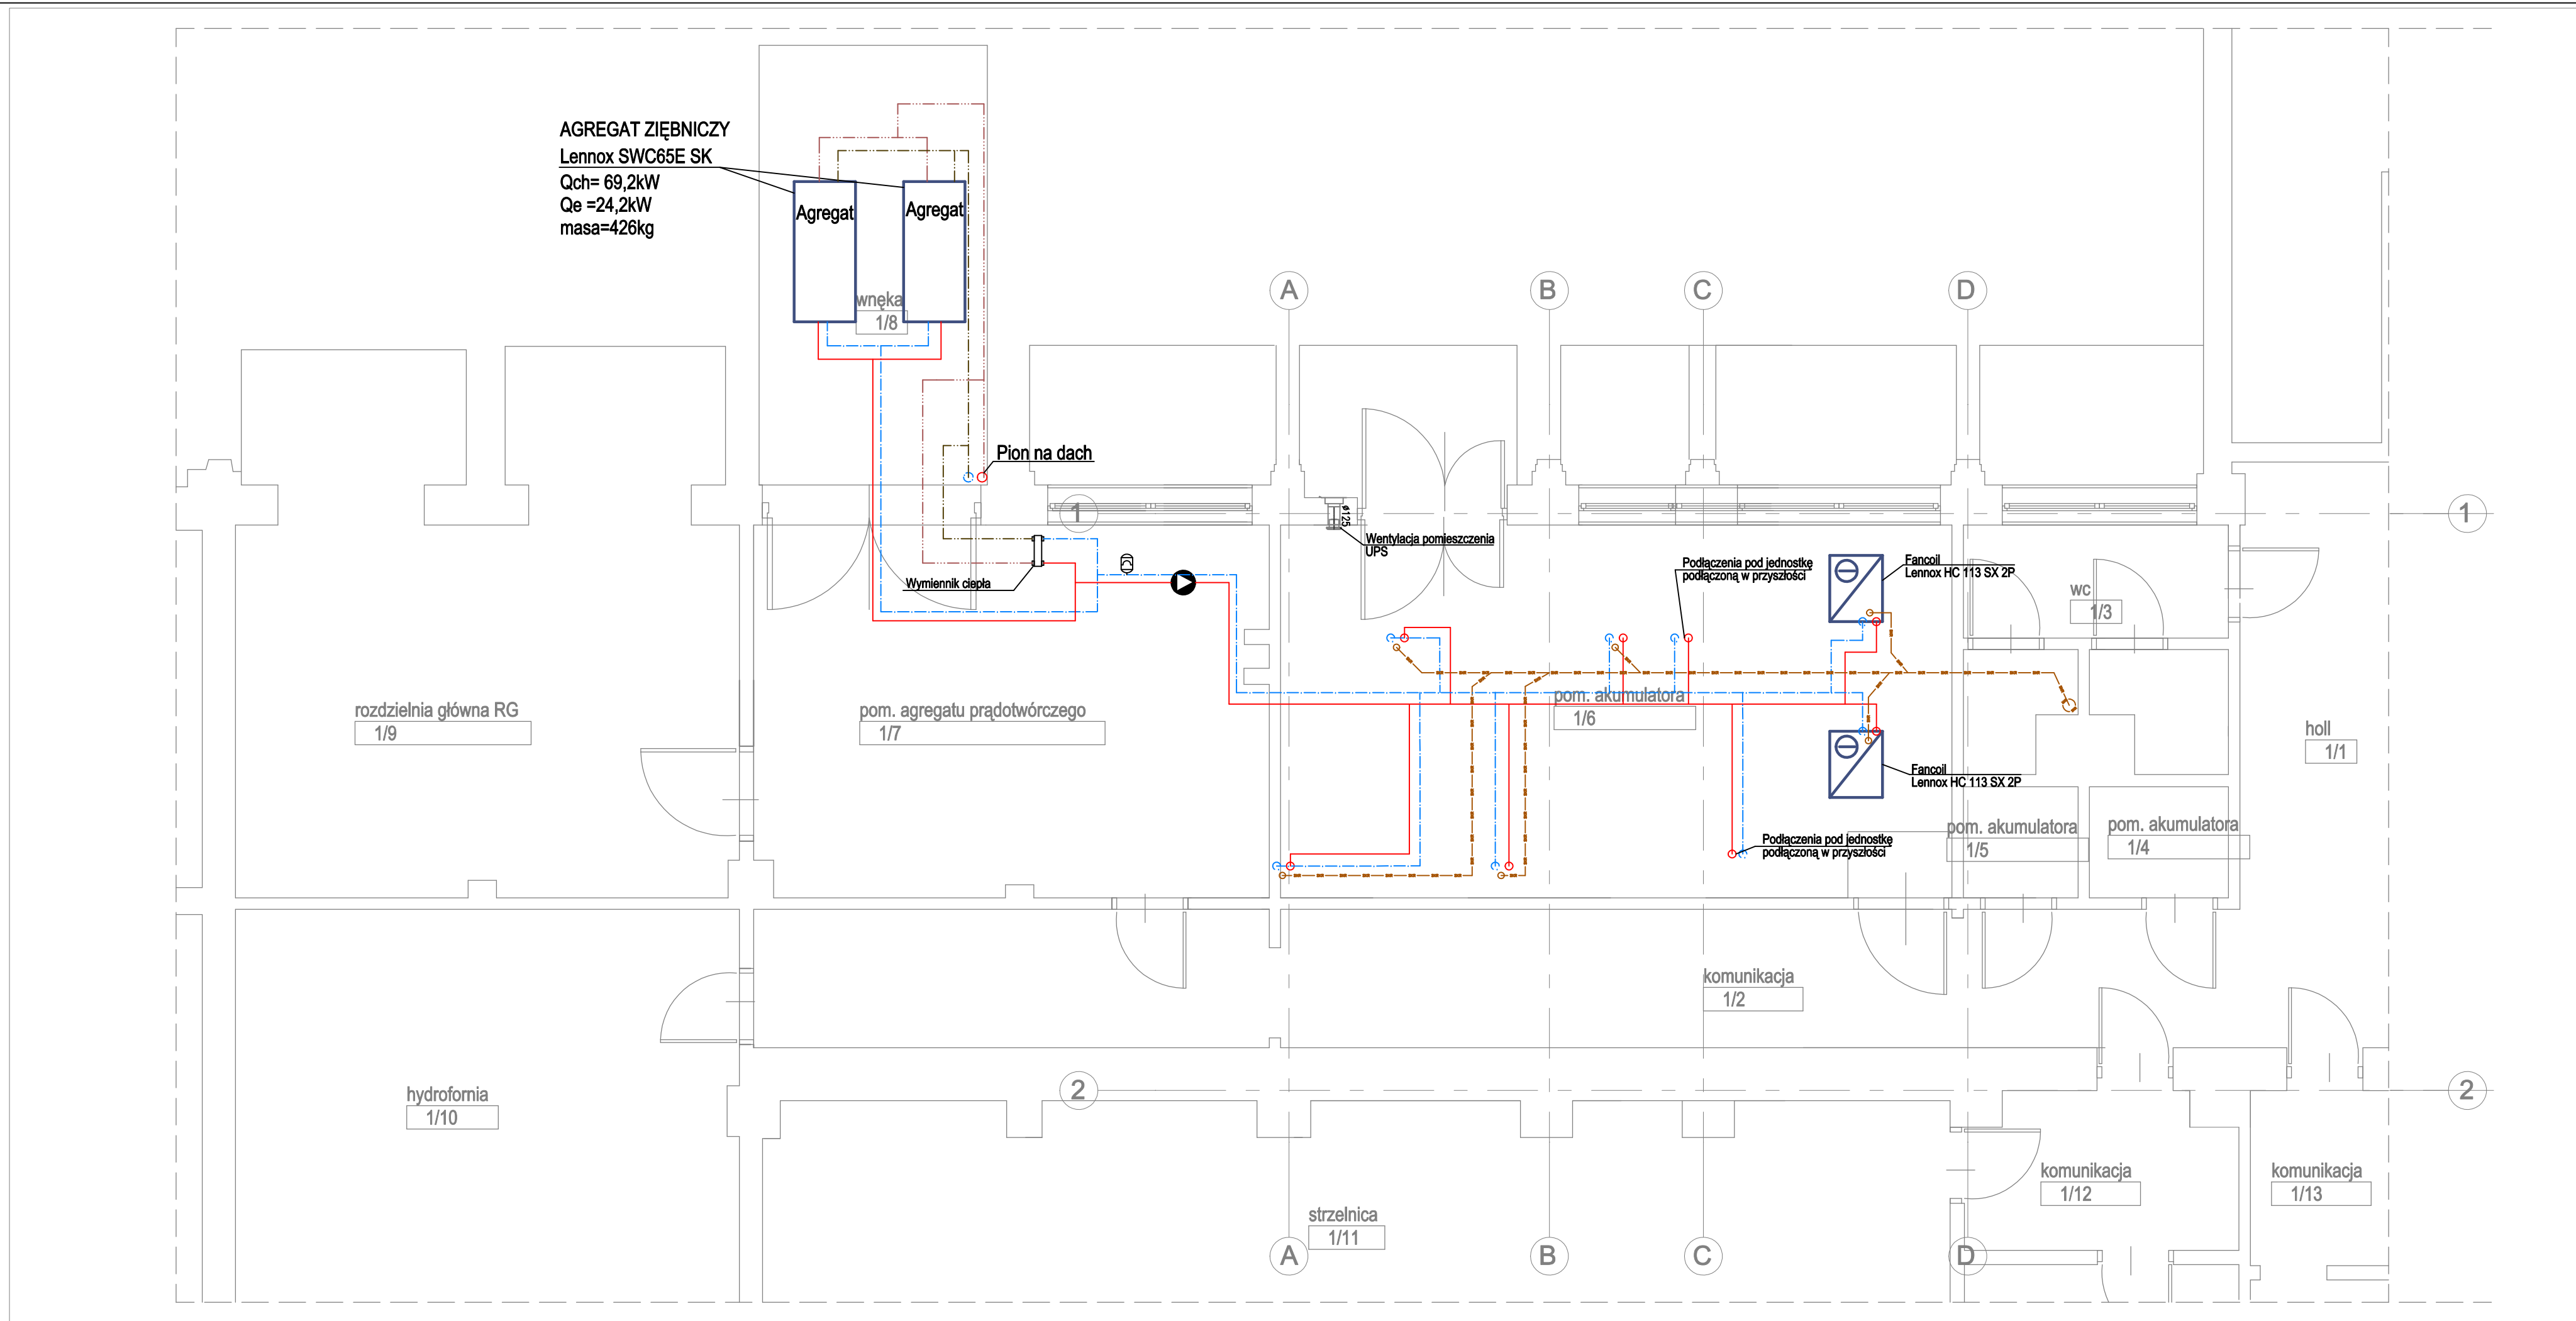 AGREGAT ZIĘBNICZY
Lennox SWC65E SK
Qch= 69,2kW
Qe =24,2kW
masa=426kg
Agregat
Agregat
wnęka
1/8
A
B
C
D
Pion na dach
1
1
ø125
Wentylacja pomieszczenia
UPS
Wymiennik ciepła
Podłączenia pod jednostkę
podłączoną w przyszłości
Fancoil
Lennox HC 113 SX 2P
wc
1/3
rozdzielnia główna RG
1/9
pom. agregatu prądotwórczego
1/7
pom. akumulatora
1/6
holl
1/1
Fancoil
Lennox HC 113 SX 2P
Podłączenia pod jednostkę
podłączoną w przyszłości
pom. akumulatora
1/5
pom. akumulatora
1/4
komunikacja
1/2
hydrofornia
1/10
2
2
komunikacja
1/12
komunikacja
1/13
strzelnica
1/11
A
B
C
D